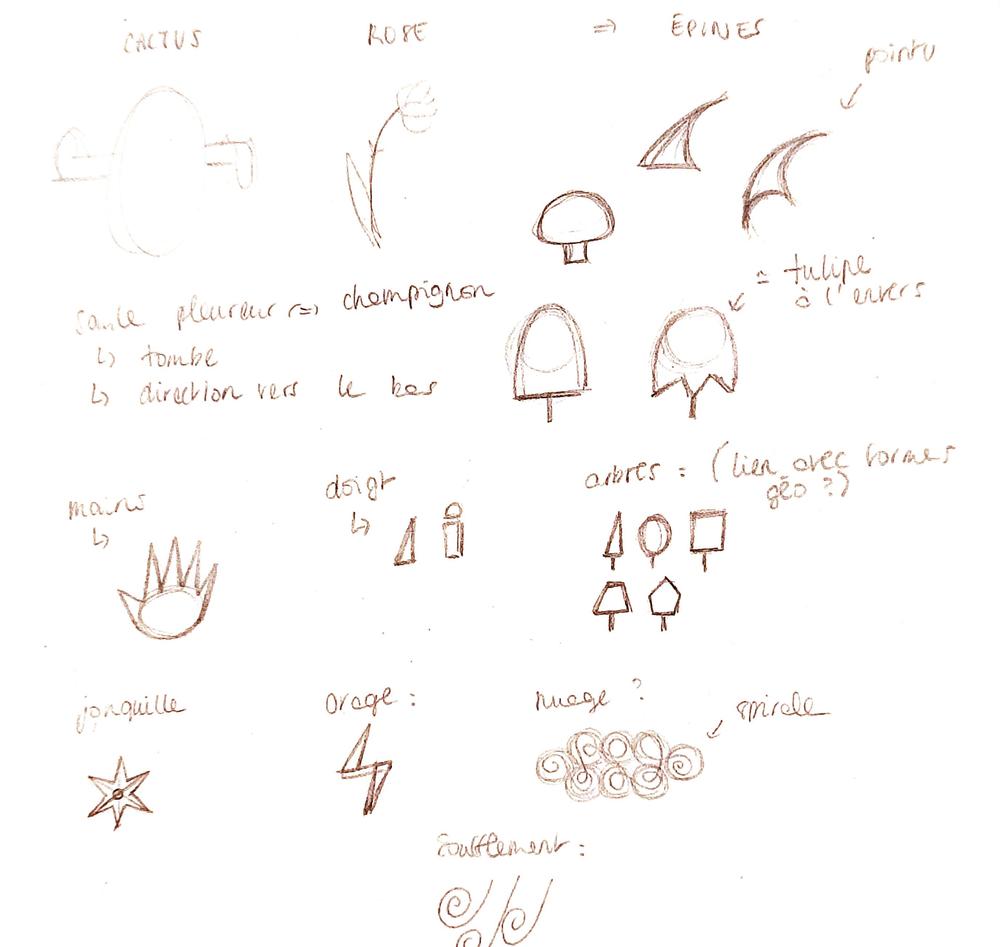 CACTUS ROSE => ÉPINES
pointu
Saule pleureur => champignon
↳ tombe
↳ direction vers le bas
= tulipe
à l'envers
mains
↳
doigt
↳
arbres : (lien avec formes
géo ?)
jonquille
orage :
nuage ?
spirale
Soufflement :